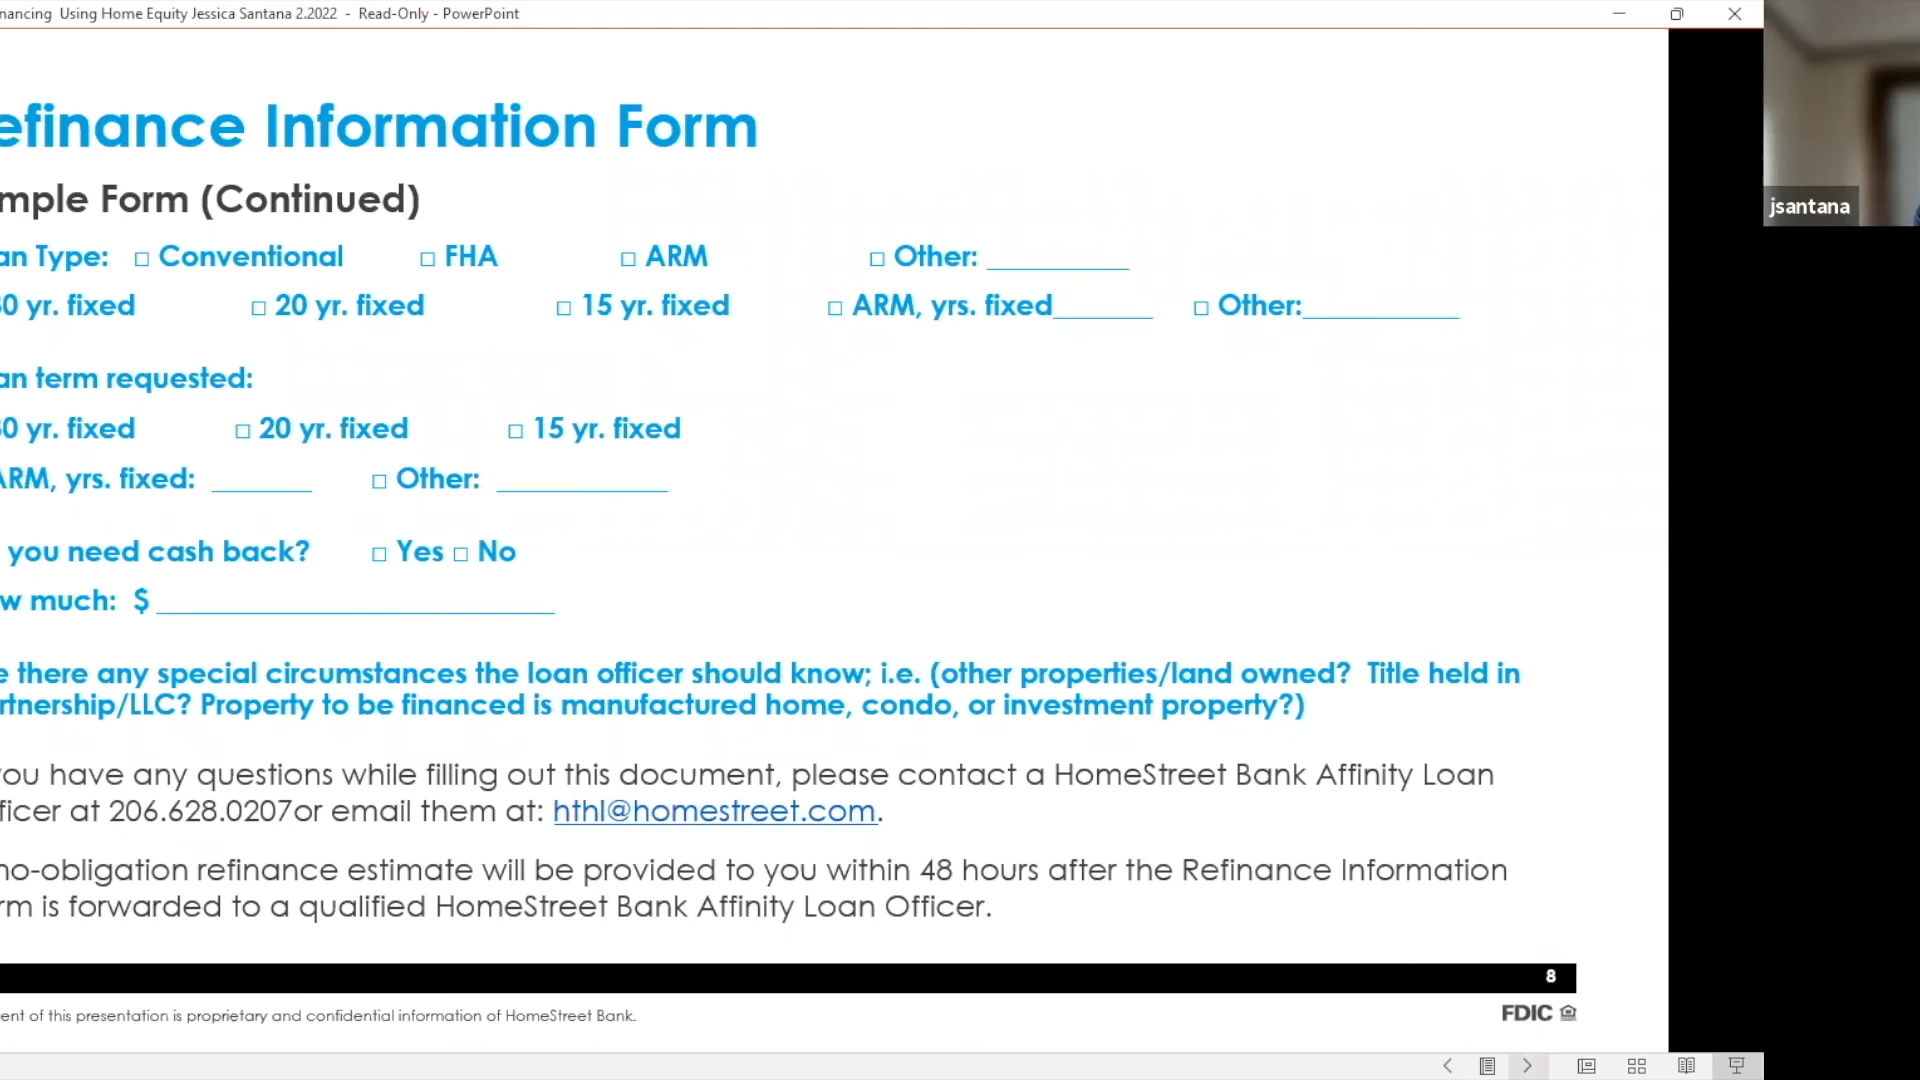 nancing Using Home Equity Jessica Santana 2.2022 - Read-Only - PowerPoint
efinance Information Form
jsantana
mple Form (Continued)
an Type: □ Conventional □ FHA □ ARM □ Other: __________
0 yr. fixed □ 20 yr. fixed □ 15 yr. fixed □ ARM, yrs. fixed_______ □ Other:___________
an term requested:
0 yr. fixed □ 20 yr. fixed □ 15 yr. fixed
ARM, yrs. fixed: _______ □ Other: ____________
you need cash back? □ Yes □ No
w much: $ ____________________________
e there any special circumstances the loan officer should know; i.e. (other properties/land owned? Title held in
rtnership/LLC? Property to be financed is manufactured home, condo, or investment property?)
ou have any questions while filling out this document, please contact a HomeStreet Bank Affinity Loan
ficer at 206.628.0207or email them at: hthl@homestreet.com.
no-obligation refinance estimate will be provided to you within 48 hours after the Refinance Information
rm is forwarded to a qualified HomeStreet Bank Affinity Loan Officer.
8
ent of this presentation is proprietary and confidential information of HomeStreet Bank.
FDIC